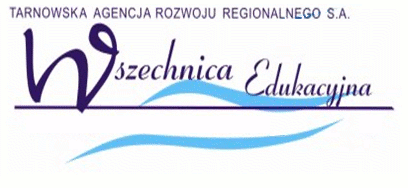 TARNOWSKA AGENCJA ROZWOJU REGIONALNEGO S.A.
Wszechnica Edukacyjna